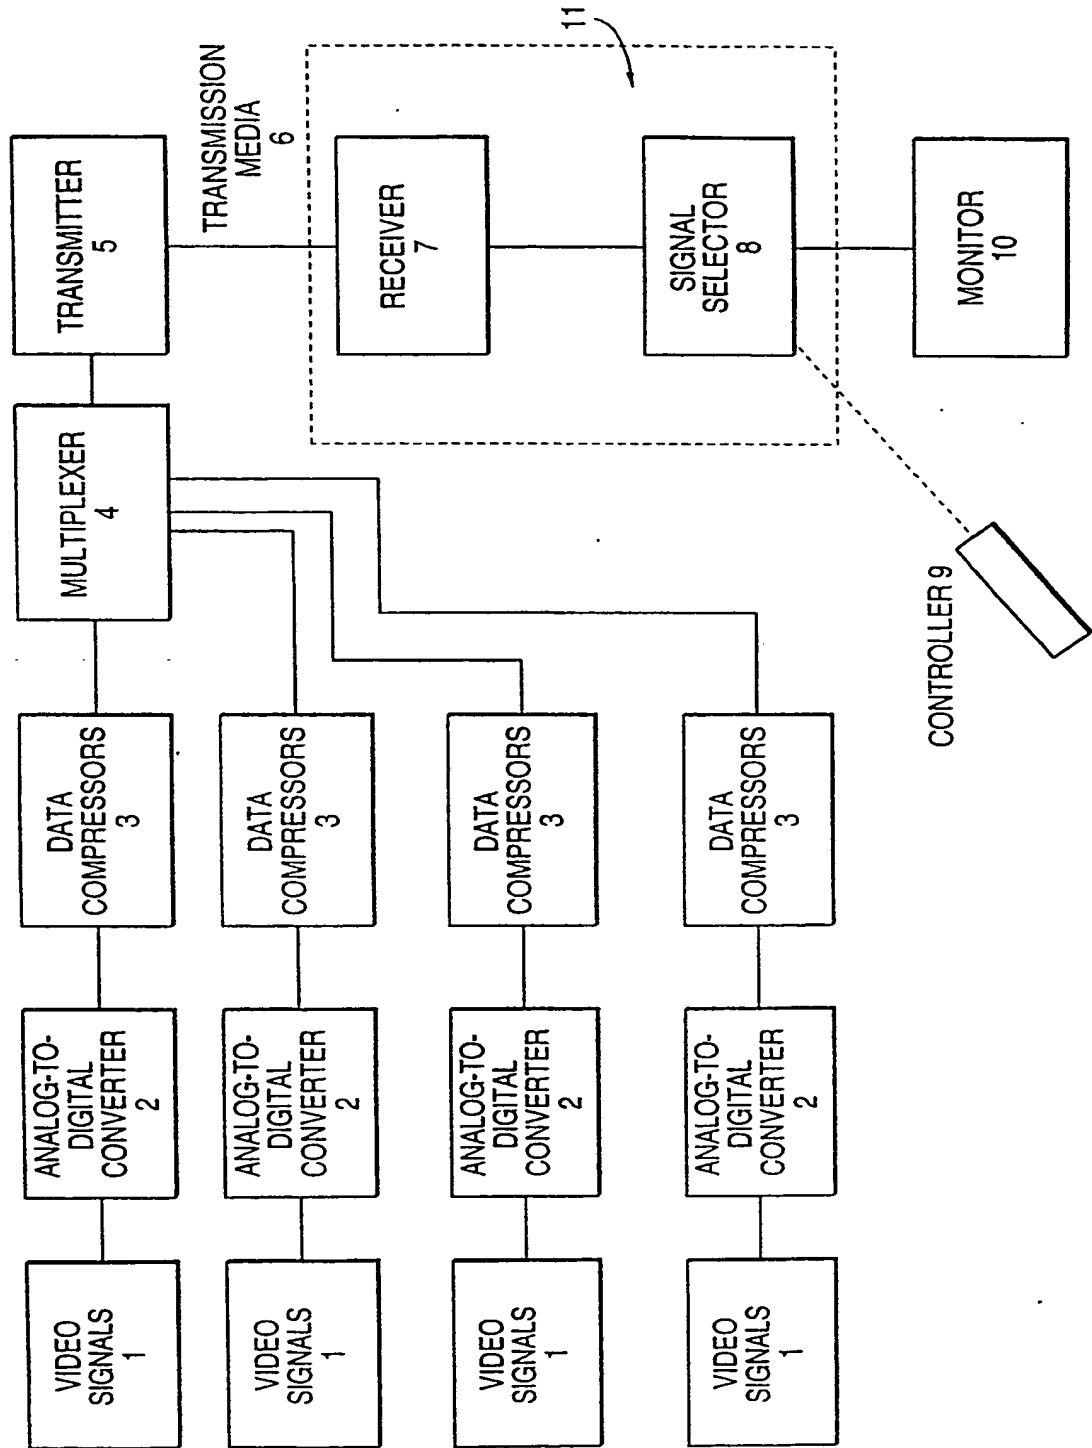 VIDEO
SIGNALS
1
ANALOG-TO-
DIGITAL
CONVERTER
2
DATA
COMPRESSORS
3
MULTIPLEXER
4
TRANSMITTER
5
VIDEO
SIGNALS
1
ANALOG-TO-
DIGITAL
CONVERTER
2
DATA
COMPRESSORS
3
VIDEO
SIGNALS
1
ANALOG-TO-
DIGITAL
CONVERTER
2
DATA
COMPRESSORS
3
VIDEO
SIGNALS
1
ANALOG-TO-
DIGITAL
CONVERTER
2
DATA
COMPRESSORS
3
TRANSMISSION
MEDIA
6
RECEIVER
7
11
SIGNAL
SELECTOR
8
CONTROLLER 9
MONITOR
10